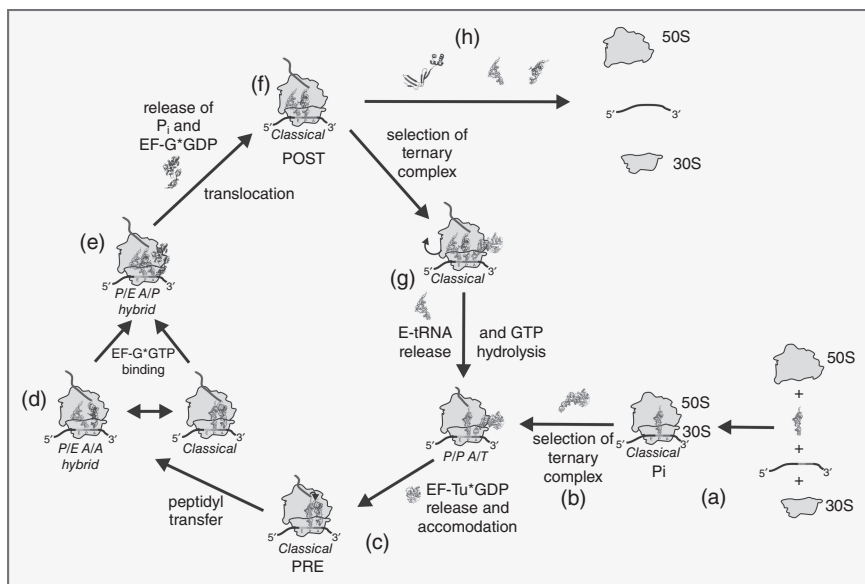 (h)
50S
(f)
release of
Pi and
EF-G*GDP
5′ 3′
Classical
POST
5′ 3′
selection of
ternary
complex
30S
translocation
(e)
5′ 3′
P/E A/P
hybrid
(g)
5′ 3′
Classical
E-tRNA
release
and GTP
hydrolysis
50S
EF-G*GTP
binding
(d)
5′ 3′
P/E A/A
hybrid
5′ 3′
Classical
5′ 3′
P/P A/T
selection of
ternary
complex
(b)
50S
30S
5′ 3′
Classical
Pi
(a)
+
+
5′ 3′
+
30S
peptidyl
transfer
EF-Tu*GDP
release and
accomodation
(c)
5′ 3′
Classical
PRE